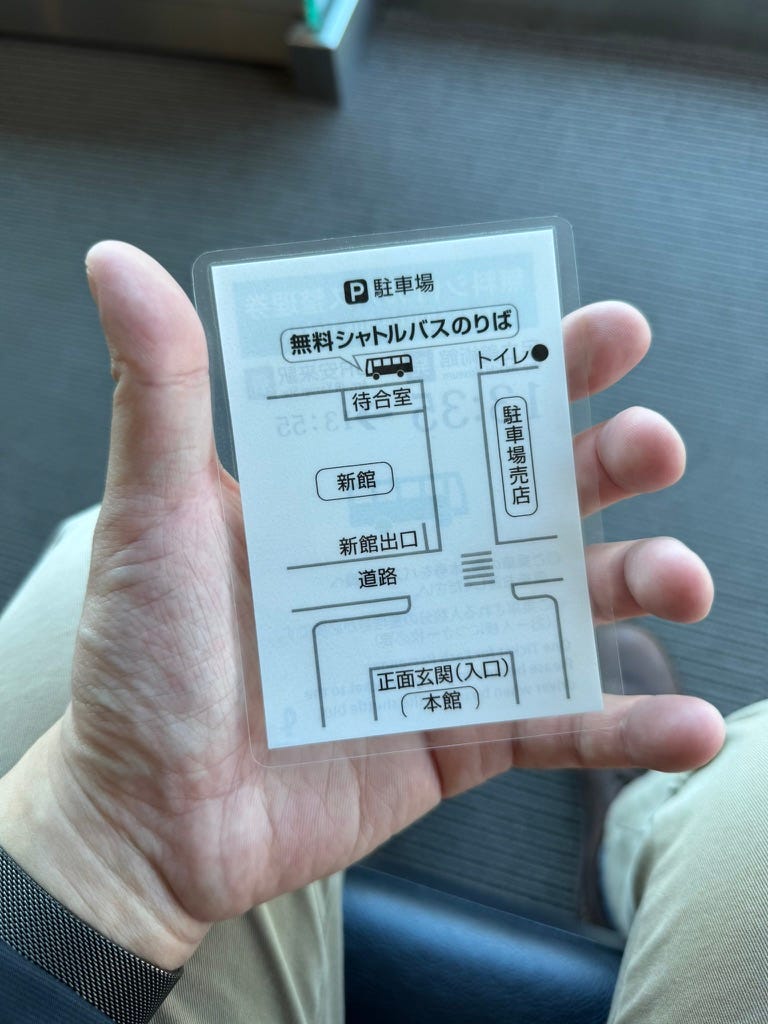 P 駐車場
無料シャトルバスのりば
トイレ
待合室
駐車場売店
新館
新館出口
道路
正面玄関(入口)
(本館)